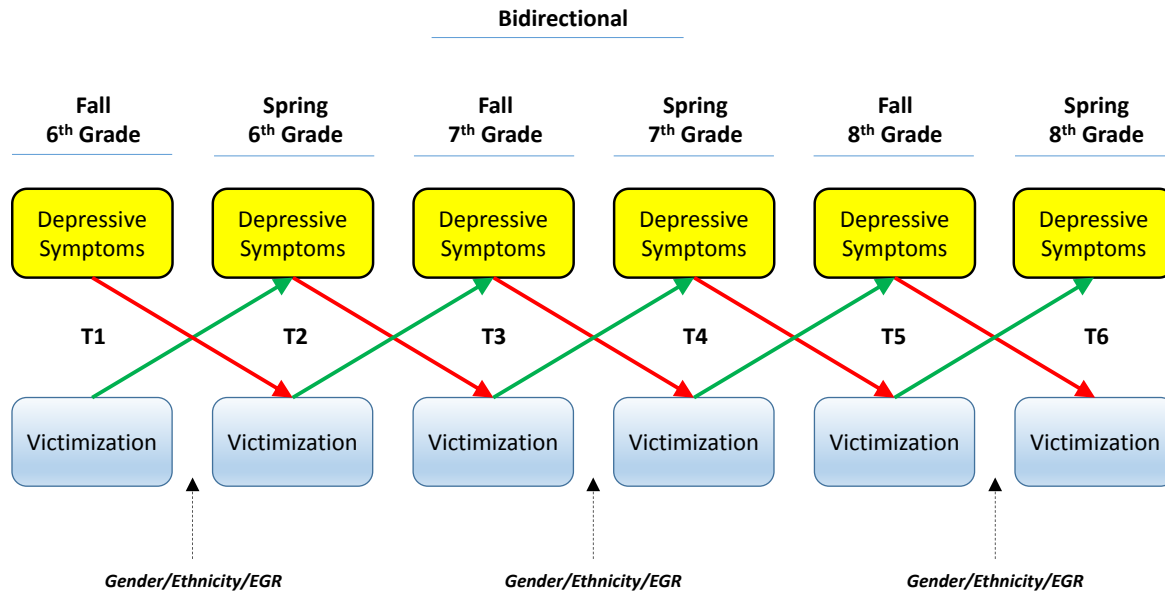 Bidirectional
Fall
6th Grade
Spring
6th Grade
Fall
7th Grade
Spring
7th Grade
Fall
8th Grade
Spring
8th Grade
Depressive
Symptoms
Depressive
Symptoms
Depressive
Symptoms
Depressive
Symptoms
Depressive
Symptoms
Depressive
Symptoms
T1
T2
T3
T4
T5
T6
Victimization
Victimization
Victimization
Victimization
Victimization
Victimization
Gender/Ethnicity/EGR
Gender/Ethnicity/EGR
Gender/Ethnicity/EGR